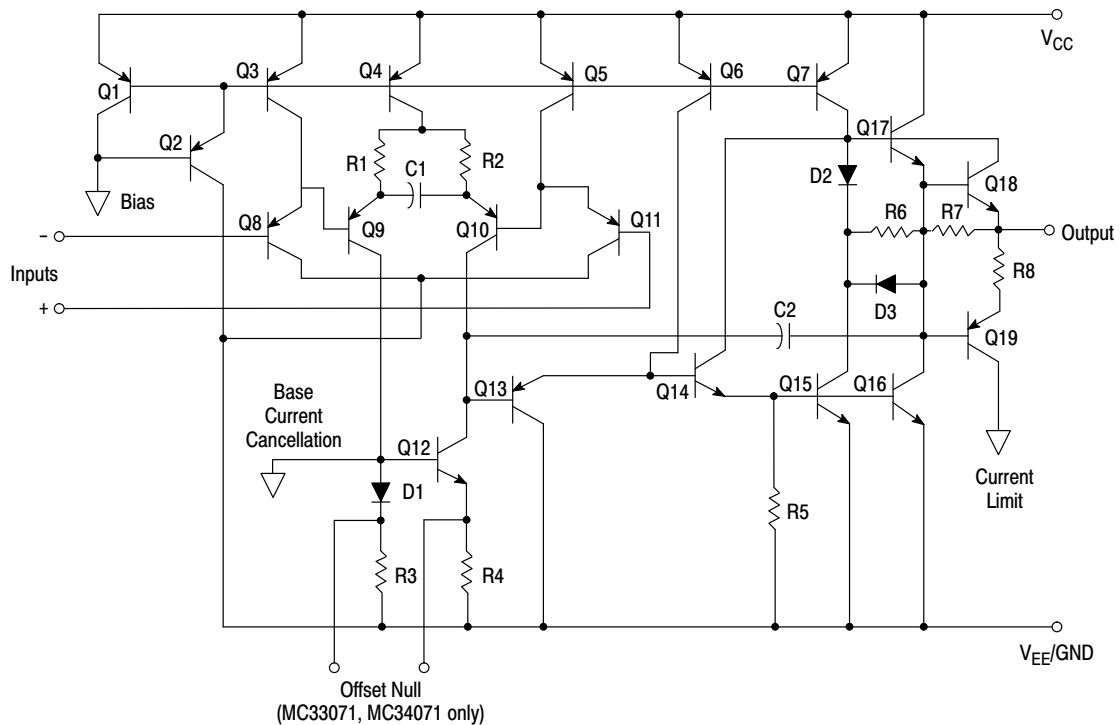 V_CC
Q1
Q3
Q4
Q5
Q6
Q7
Q2
Q17
R1
C1
R2
D2
Q18
Bias
Q8
Q9
Q10
Q11
R6
R7
Output
-
Inputs
+
D3
R8
C2
Q19
Q13
Q14
Q15
Q16
Base
Current
Cancellation
Q12
D1
R5
Current
Limit
R3
R4
V_EE/GND
Offset Null
(MC33071, MC34071 only)